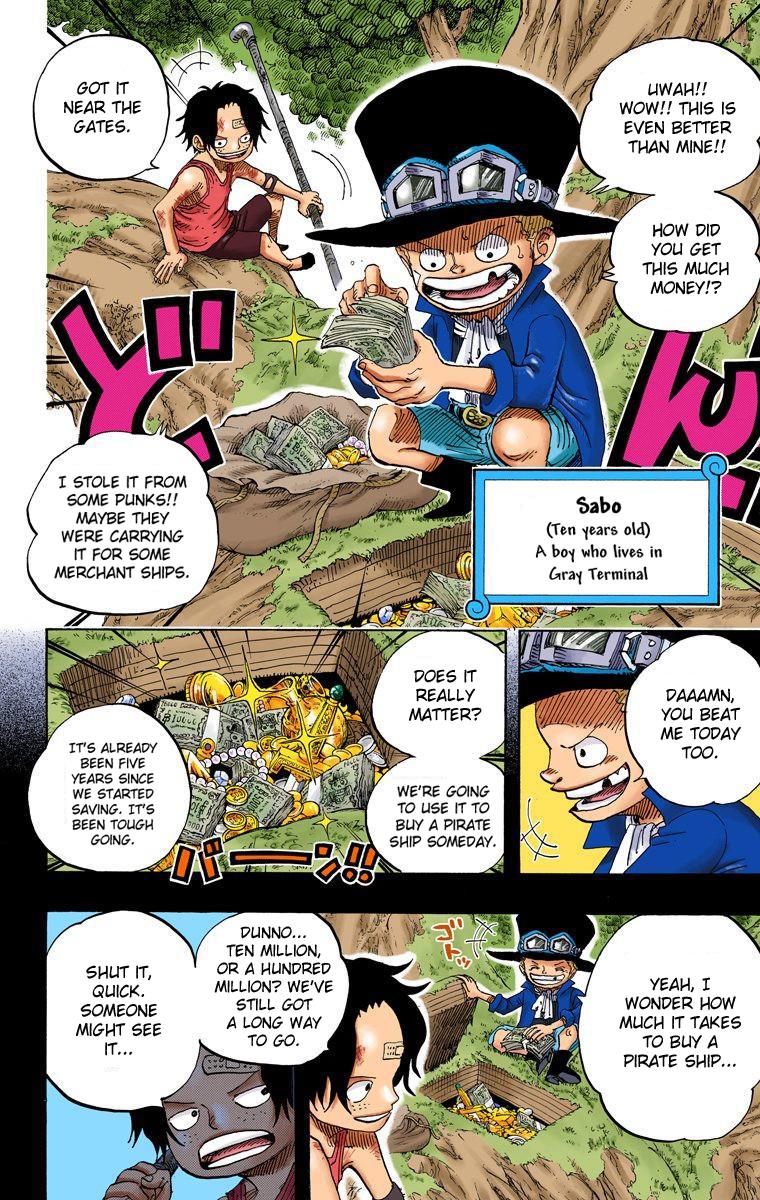 UWAH!!
WOW!! THIS IS
EVEN BETTER
THAN MINE!!
HOW DID
YOU GET
THIS MUCH
MONEY!?
GOT IT
NEAR THE
GATES.
I STOLE IT FROM
SOME PUNKS!!
MAYBE THEY
WERE CARRYING
IT FOR SOME
MERCHANT SHIPS.
どん
Sabo
(Ten years old)
A boy who lives in
Gray Terminal
DAAAMN,
YOU BEAT
ME TODAY
TOO.
DOES IT
REALLY
MATTER?
WE'RE GOING
TO USE IT TO
BUY A PIRATE
SHIP SOMEDAY.
IT'S ALREADY
BEEN FIVE
YEARS SINCE
WE STARTED
SAVING. IT'S
BEEN TOUGH
GOING.
バーン!!
YEAH, I
WONDER HOW
MUCH IT TAKES
TO BUY A
PIRATE SHIP...
ゴトッ
DUNNO...
TEN MILLION,
OR A HUNDRED
MILLION? WE'VE
STILL GOT
A LONG WAY
TO GO.
SHUT IT,
QUICK.
SOMEONE
MIGHT SEE
IT...